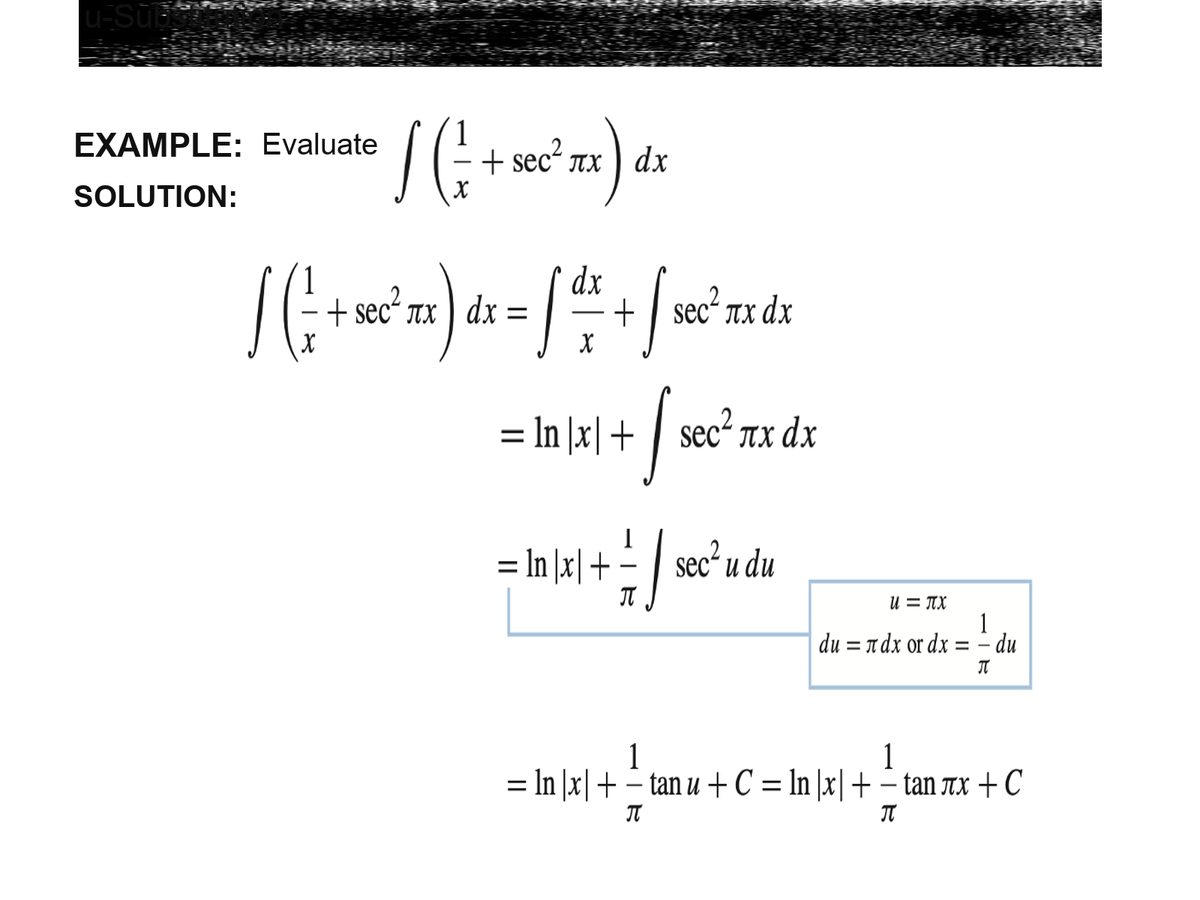 EXAMPLE: Evaluate ∫ (1/x + sec² πx) dx
SOLUTION:
∫ (1/x + sec² πx) dx = ∫ dx/x + ∫ sec² πx dx
= ln |x| + ∫ sec² πx dx
= ln |x| + 1/π ∫ sec² u du
u = πx
du = π dx or dx = 1/π du
= ln |x| + 1/π tan u + C = ln |x| + 1/π tan πx + C